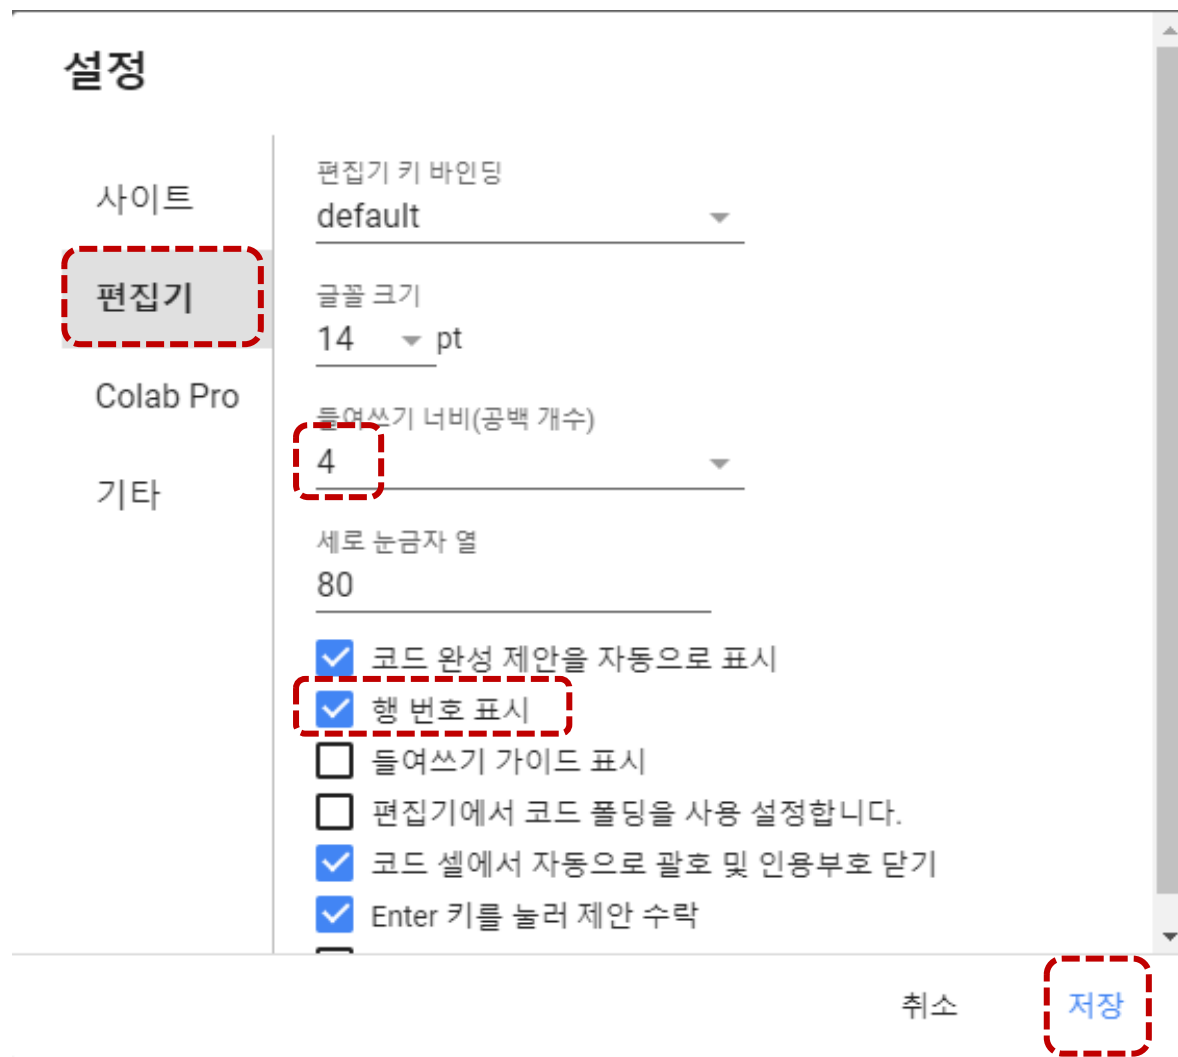 설정
사이트
편집기
Colab Pro
기타
편집기 키 바인딩
default
글꼴 크기
14 pt
들여쓰기 너비(공백 개수)
4
세로 눈금자 열
80
코드 완성 제안을 자동으로 표시
행 번호 표시
들여쓰기 가이드 표시
편집기에서 코드 폴딩을 사용 설정합니다.
코드 셀에서 자동으로 괄호 및 인용부호 닫기
Enter 키를 눌러 제안 수락
취소
저장